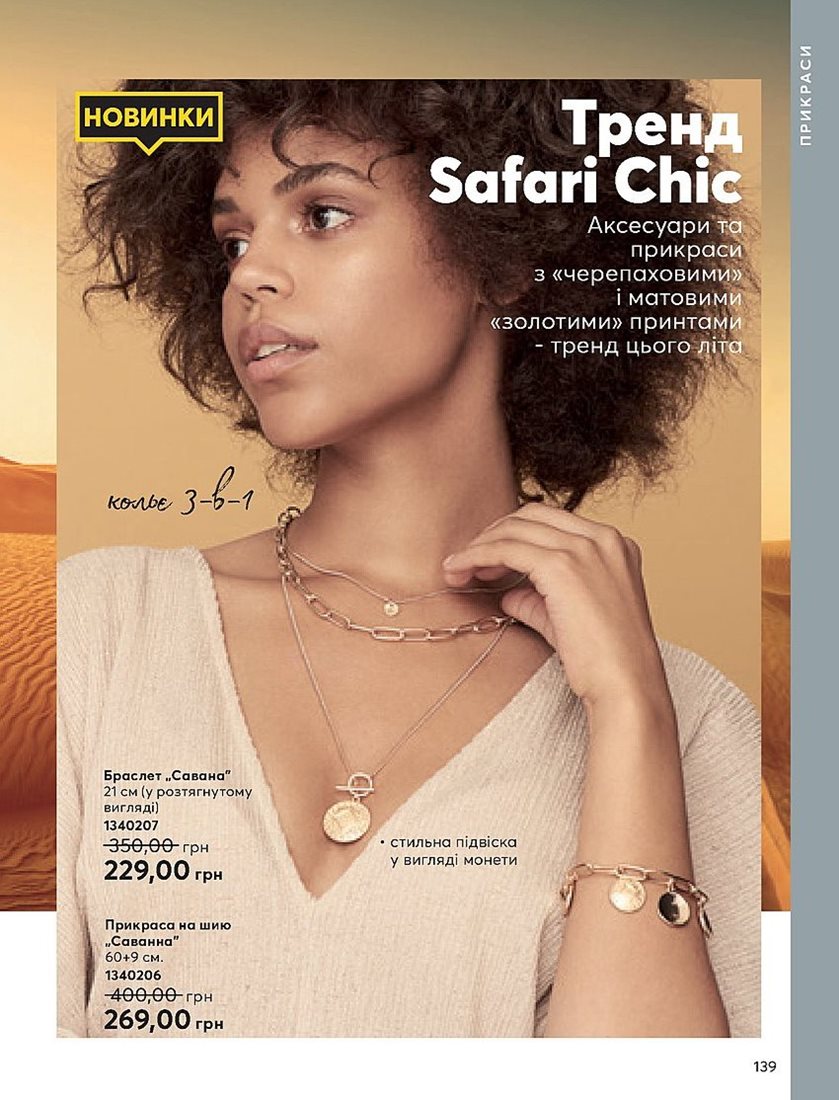 ПРИКРАСИ
НОВИНКИ
Тренд
Safari Chic
Аксесуари та
прикраси
з «черепаховими»
і матовими
«золотими» принтами
- тренд цього літа
кольє 3-в-1
Браслет „Савана”
21 см (у розтягнутому
вигляді)
1340207
350,00 грн
229,00 грн
• стильна підвіска
у вигляді монети
Прикраса на шию
„Саванна”
60+9 см.
1340206
400,00 грн
269,00 грн
139